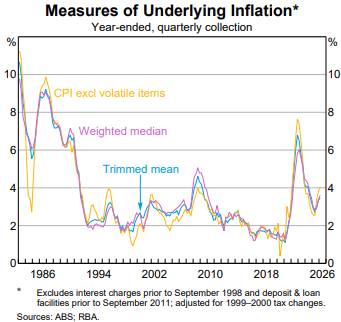 Measures of Underlying Inflation*
Year-ended, quarterly collection
% %
10 10
CPI excl volatile items
8 8
Weighted median
6 6
Trimmed mean
4 4
2 2
0 0
1986 1994 2002 2010 2018 2026
* Excludes interest charges prior to September 1998 and deposit & loan
facilities prior to September 2011; adjusted for 1999–2000 tax changes.
Sources: ABS; RBA.